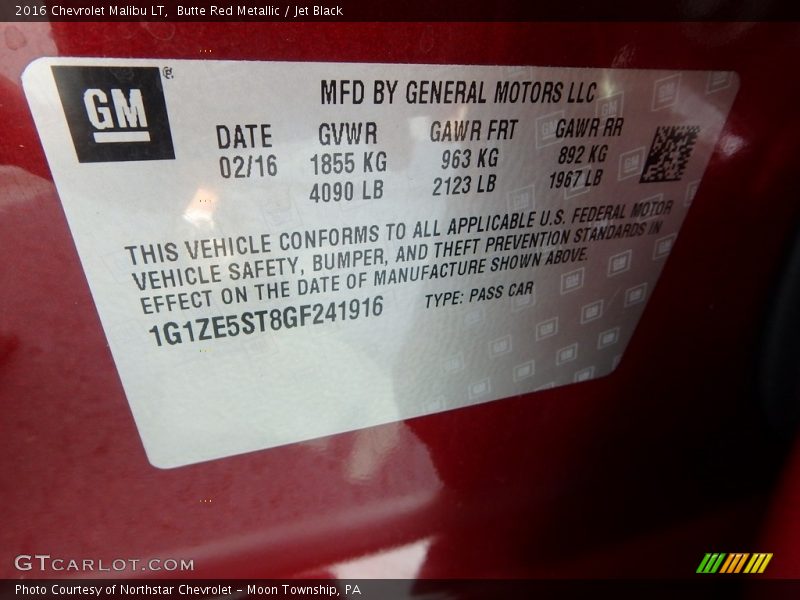 2016 Chevrolet Malibu LT, Butte Red Metallic / Jet Black
GM
®
MFD BY GENERAL MOTORS LLC
DATE GVWR GAWR FRT GAWR RR
02/16 1855 KG 963 KG 892 KG
4090 LB 2123 LB 1967 LB
THIS VEHICLE CONFORMS TO ALL APPLICABLE U.S. FEDERAL MOTOR
VEHICLE SAFETY, BUMPER, AND THEFT PREVENTION STANDARDS IN
EFFECT ON THE DATE OF MANUFACTURE SHOWN ABOVE.
1G1ZE5ST8GF241916 TYPE: PASS CAR
GTCARLOT.COM
Photo Courtesy of Northstar Chevrolet - Moon Township, PA